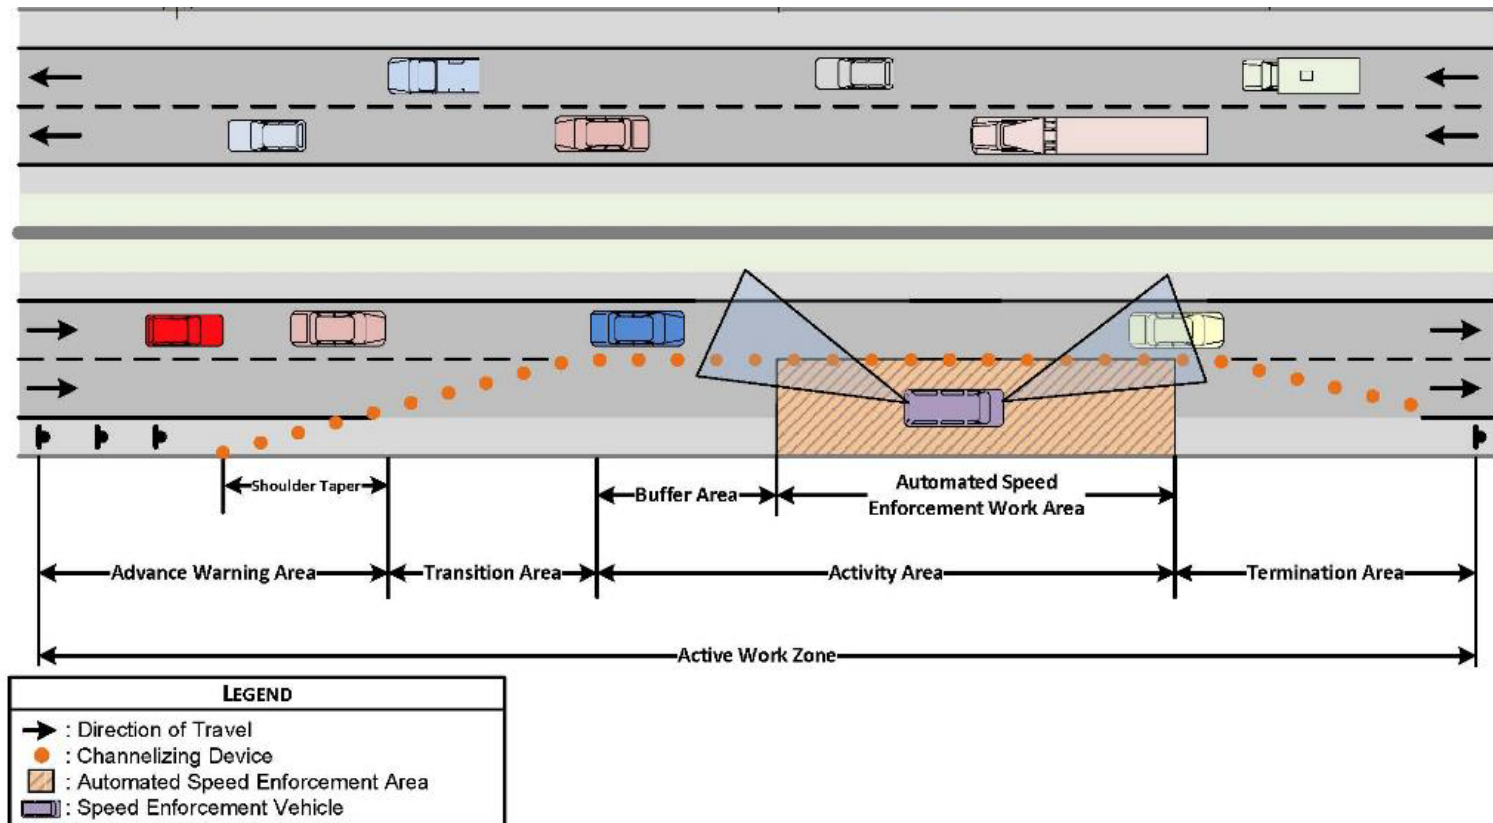 Shoulder Taper
Buffer Area
Automated Speed
Enforcement Work Area
Advance Warning Area
Transition Area
Activity Area
Termination Area
Active Work Zone
LEGEND
: Direction of Travel
: Channelizing Device
: Automated Speed Enforcement Area
: Speed Enforcement Vehicle